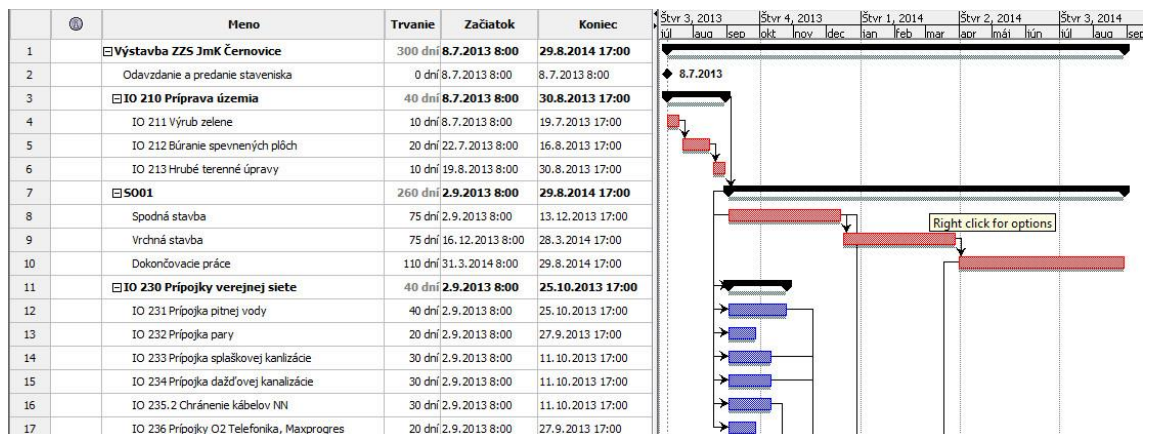 Meno Trvanie Začiatok Koniec
Štvr 3, 2013 Štvr 4, 2013 Štvr 1, 2014 Štvr 2, 2014 Štvr 3, 2014
júl aug sep okt nov dec jan feb mar apr máj jún júl aug sep
1 Výstavba ZZS JmK Černovice 300 dní 8.7.2013 8:00 29.8.2014 17:00
2 Odavzdanie a predanie staveniska 0 dní 8.7.2013 8:00 8.7.2013 8:00 8.7.2013
3 IO 210 Príprava územia 40 dní 8.7.2013 8:00 30.8.2013 17:00
4 IO 211 Výrub zelene 10 dní 8.7.2013 8:00 19.7.2013 17:00
5 IO 212 Búranie spevnených plôch 20 dní 22.7.2013 8:00 16.8.2013 17:00
6 IO 213 Hrubé terenné úpravy 10 dní 19.8.2013 8:00 30.8.2013 17:00
7 SO01 260 dní 2.9.2013 8:00 29.8.2014 17:00
8 Spodná stavba 75 dní 2.9.2013 8:00 13.12.2013 17:00
Right click for options
9 Vrchná stavba 75 dní 16.12.2013 8:00 28.3.2014 17:00
10 Dokončovacie práce 110 dní 31.3.2014 8:00 29.8.2014 17:00
11 IO 230 Prípojky verejnej siete 40 dní 2.9.2013 8:00 25.10.2013 17:00
12 IO 231 Prípojka pitnej vody 40 dní 2.9.2013 8:00 25.10.2013 17:00
13 IO 232 Prípojka pary 20 dní 2.9.2013 8:00 27.9.2013 17:00
14 IO 233 Prípojka splaškovej kanlizácie 30 dní 2.9.2013 8:00 11.10.2013 17:00
15 IO 234 Prípojka dažďovej kanalizácie 30 dní 2.9.2013 8:00 11.10.2013 17:00
16 IO 235.2 Chránenie kábelov NN 30 dní 2.9.2013 8:00 11.10.2013 17:00
17 IO 236 Prípojky O2 Telefonika, Maxprogres 20 dní 2.9.2013 8:00 27.9.2013 17:00